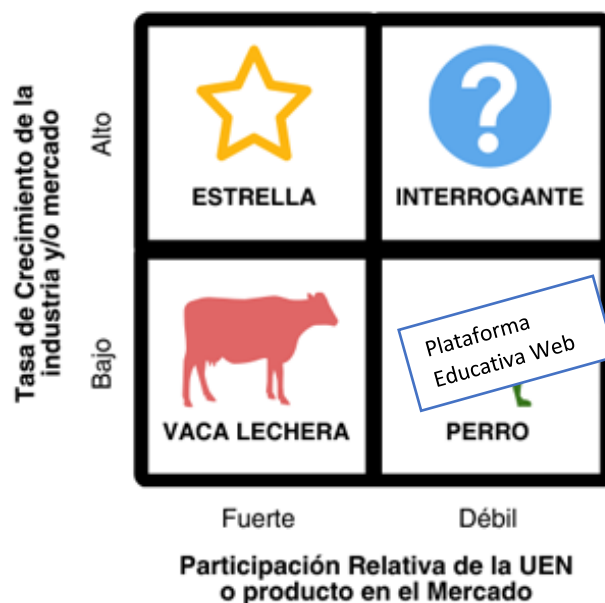 Tasa de Crecimiento de la
industria y/o mercado
Alto
Bajo
ESTRELLA
INTERROGANTE
VACA LECHERA
Plataforma
Educativa Web
PERRO
Fuerte
Débil
Participación Relativa de la UEN
o producto en el Mercado